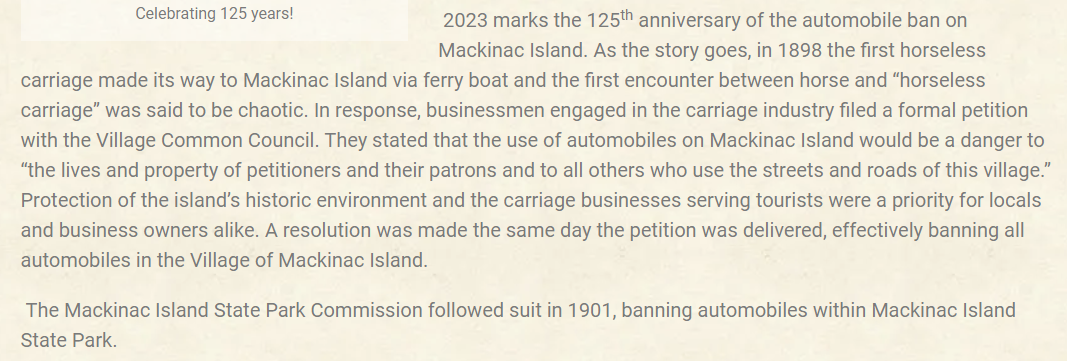 Celebrating 125 years!
2023 marks the 125th anniversary of the automobile ban on
Mackinac Island. As the story goes, in 1898 the first horseless
carriage made its way to Mackinac Island via ferry boat and the first encounter between horse and “horseless
carriage” was said to be chaotic. In response, businessmen engaged in the carriage industry filed a formal petition
with the Village Common Council. They stated that the use of automobiles on Mackinac Island would be a danger to
“the lives and property of petitioners and their patrons and to all others who use the streets and roads of this village.”
Protection of the island’s historic environment and the carriage businesses serving tourists were a priority for locals
and business owners alike. A resolution was made the same day the petition was delivered, effectively banning all
automobiles in the Village of Mackinac Island.
The Mackinac Island State Park Commission followed suit in 1901, banning automobiles within Mackinac Island
State Park.